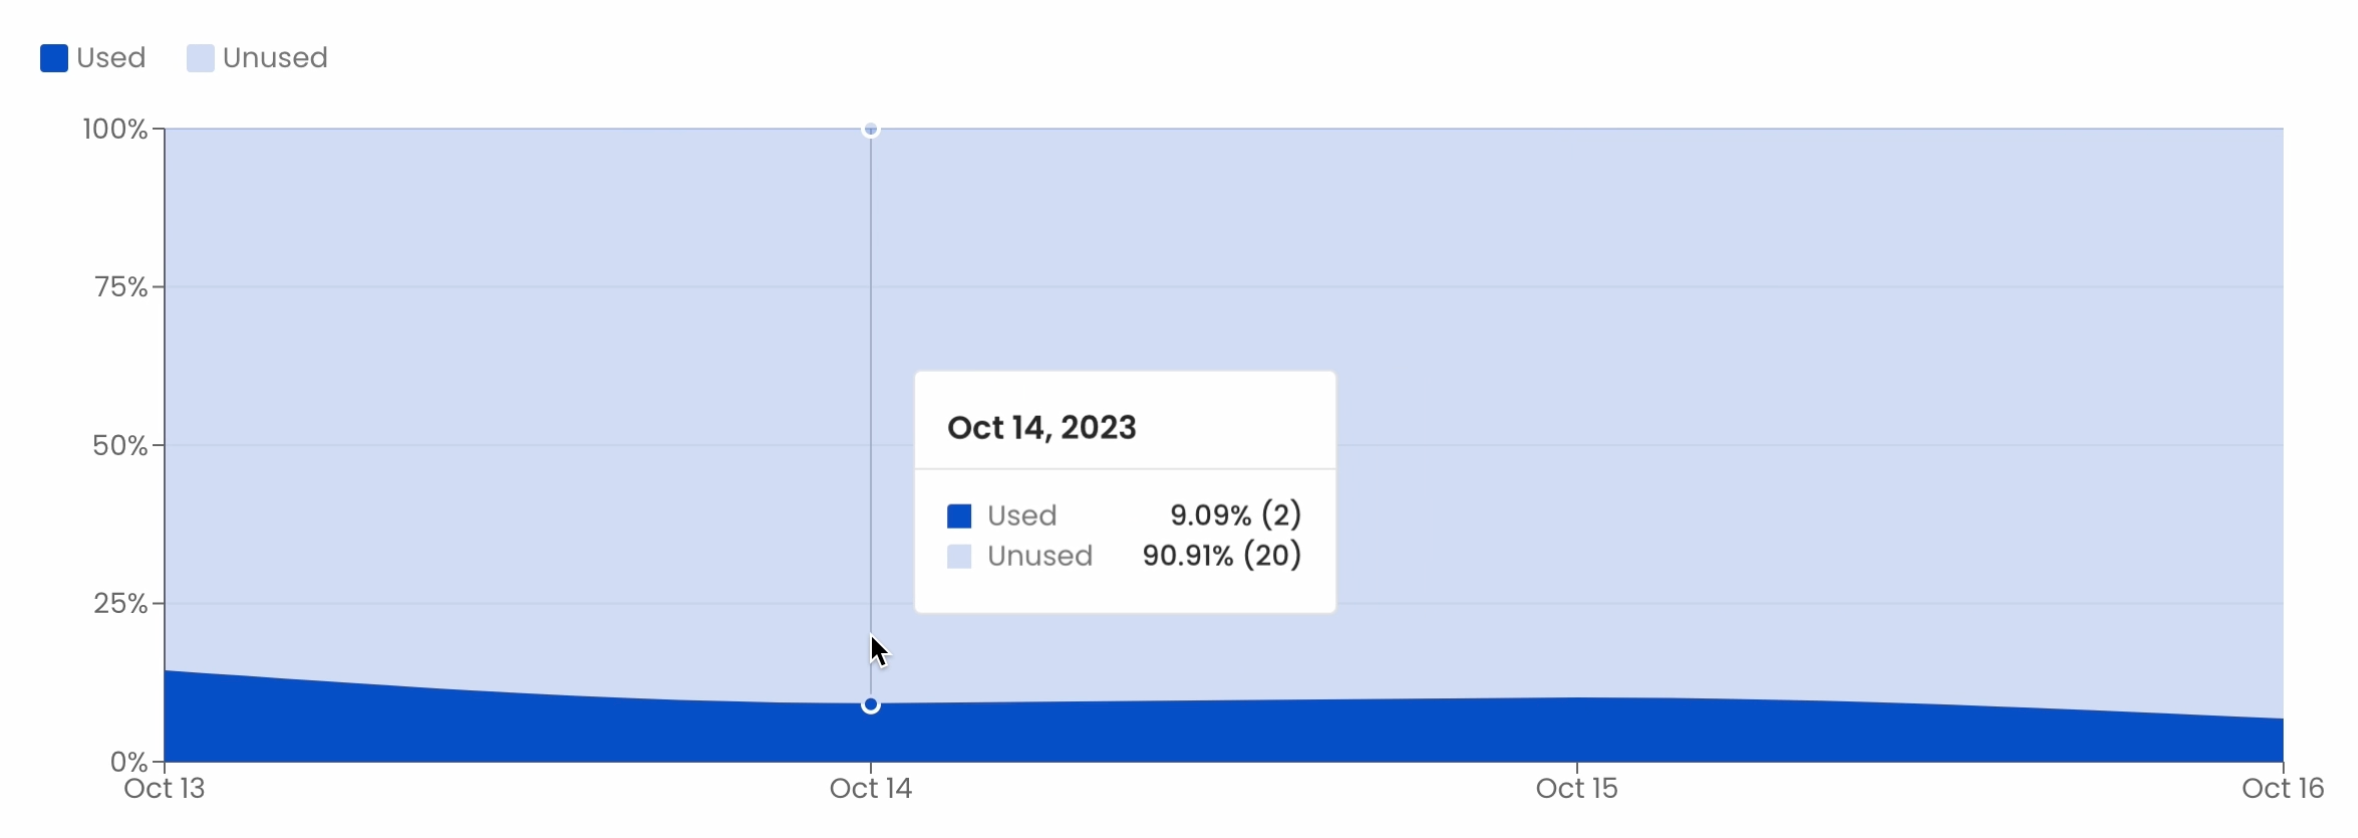 Used Unused
100%
75%
50%
25%
0%
Oct 14, 2023
Used 9.09% (2)
Unused 90.91% (20)
Oct 13 Oct 14 Oct 15 Oct 16